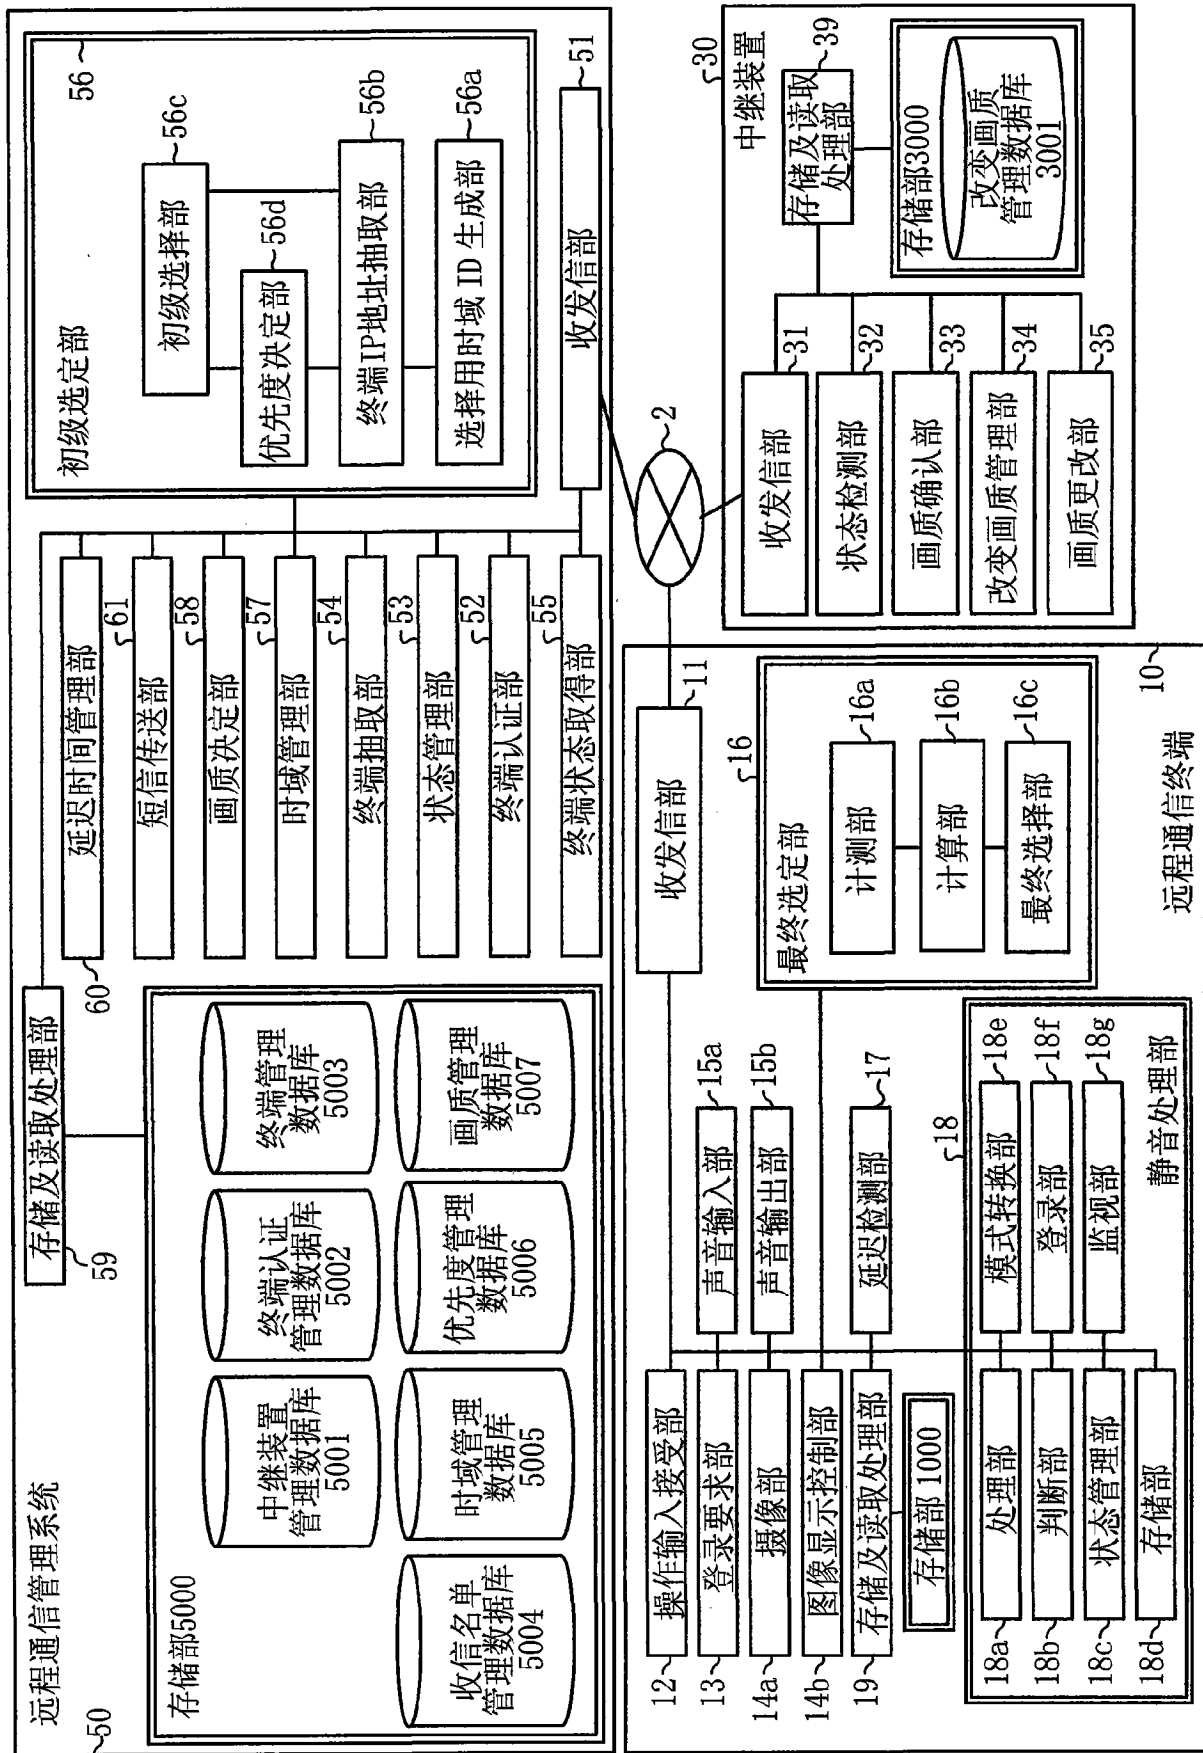 远程通信管理系统
50
存储及读取处理部
59
存储部5000
中继装置
管理数据库
5001
终端认证
管理数据库
5002
终端管理
数据库
5003
收信名单
管理数据库
5004
时域管理
数据库
5005
优先度管理
数据库
5006
画质管理
数据库
5007
60
延迟时间管理部
61
短信传送部
58
画质决定部
57
时域管理部
54
终端抽取部
53
状态管理部
52
终端认证部
55
终端状态取得部
初级选定部
56
初级选择部
56c
优先度决定部
56d
终端IP地址抽取部
56b
选择用时域 ID 生成部
56a
收发信部
51
2
远程通信终端
10
收发信部
11
12
操作输入接受部
13
登录要求部
14a
摄像部
14b
图像显示控制部
19
存储及读取处理部
存储部 1000
声音输入部
15a
声音输出部
15b
延迟检测部
17
最终选定部
16
计测部
16a
计算部
16b
最终选择部
16c
18
静音处理部
18a
处理部
18b
判断部
18c
状态管理部
18d
存储部
模式转换部
18e
登录部
18f
监视部
18g
中继装置
30
收发信部
31
状态检测部
32
画质确认部
33
改变画质管理部
34
画质更改部
35
存储及读取
处理部
39
存储部3000
改变画质
管理数据库
3001